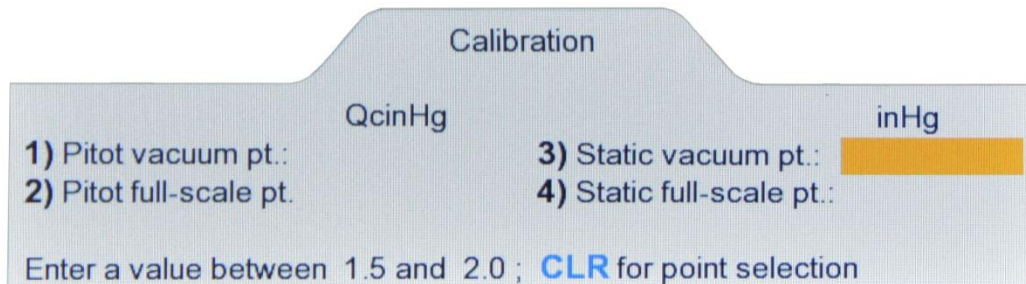 Calibration
QcinHg inHg
1) Pitot vacuum pt.: 3) Static vacuum pt.:
2) Pitot full-scale pt. 4) Static full-scale pt.:
Enter a value between 1.5 and 2.0 ; CLR for point selection